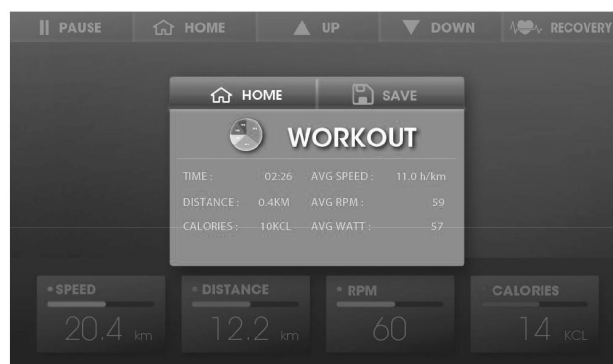 PAUSE HOME UP DOWN RECOVERY
HOME SAVE
WORKOUT
TIME : 02:26 AVG SPEED : 11.0 h/km
DISTANCE : 0.4KM AVG RPM : 59
CALORIES : 10KCL AVG WATT : 57
SPEED DISTANCE RPM CALORIES
20.4 km 12.2 km 60 14 KCL